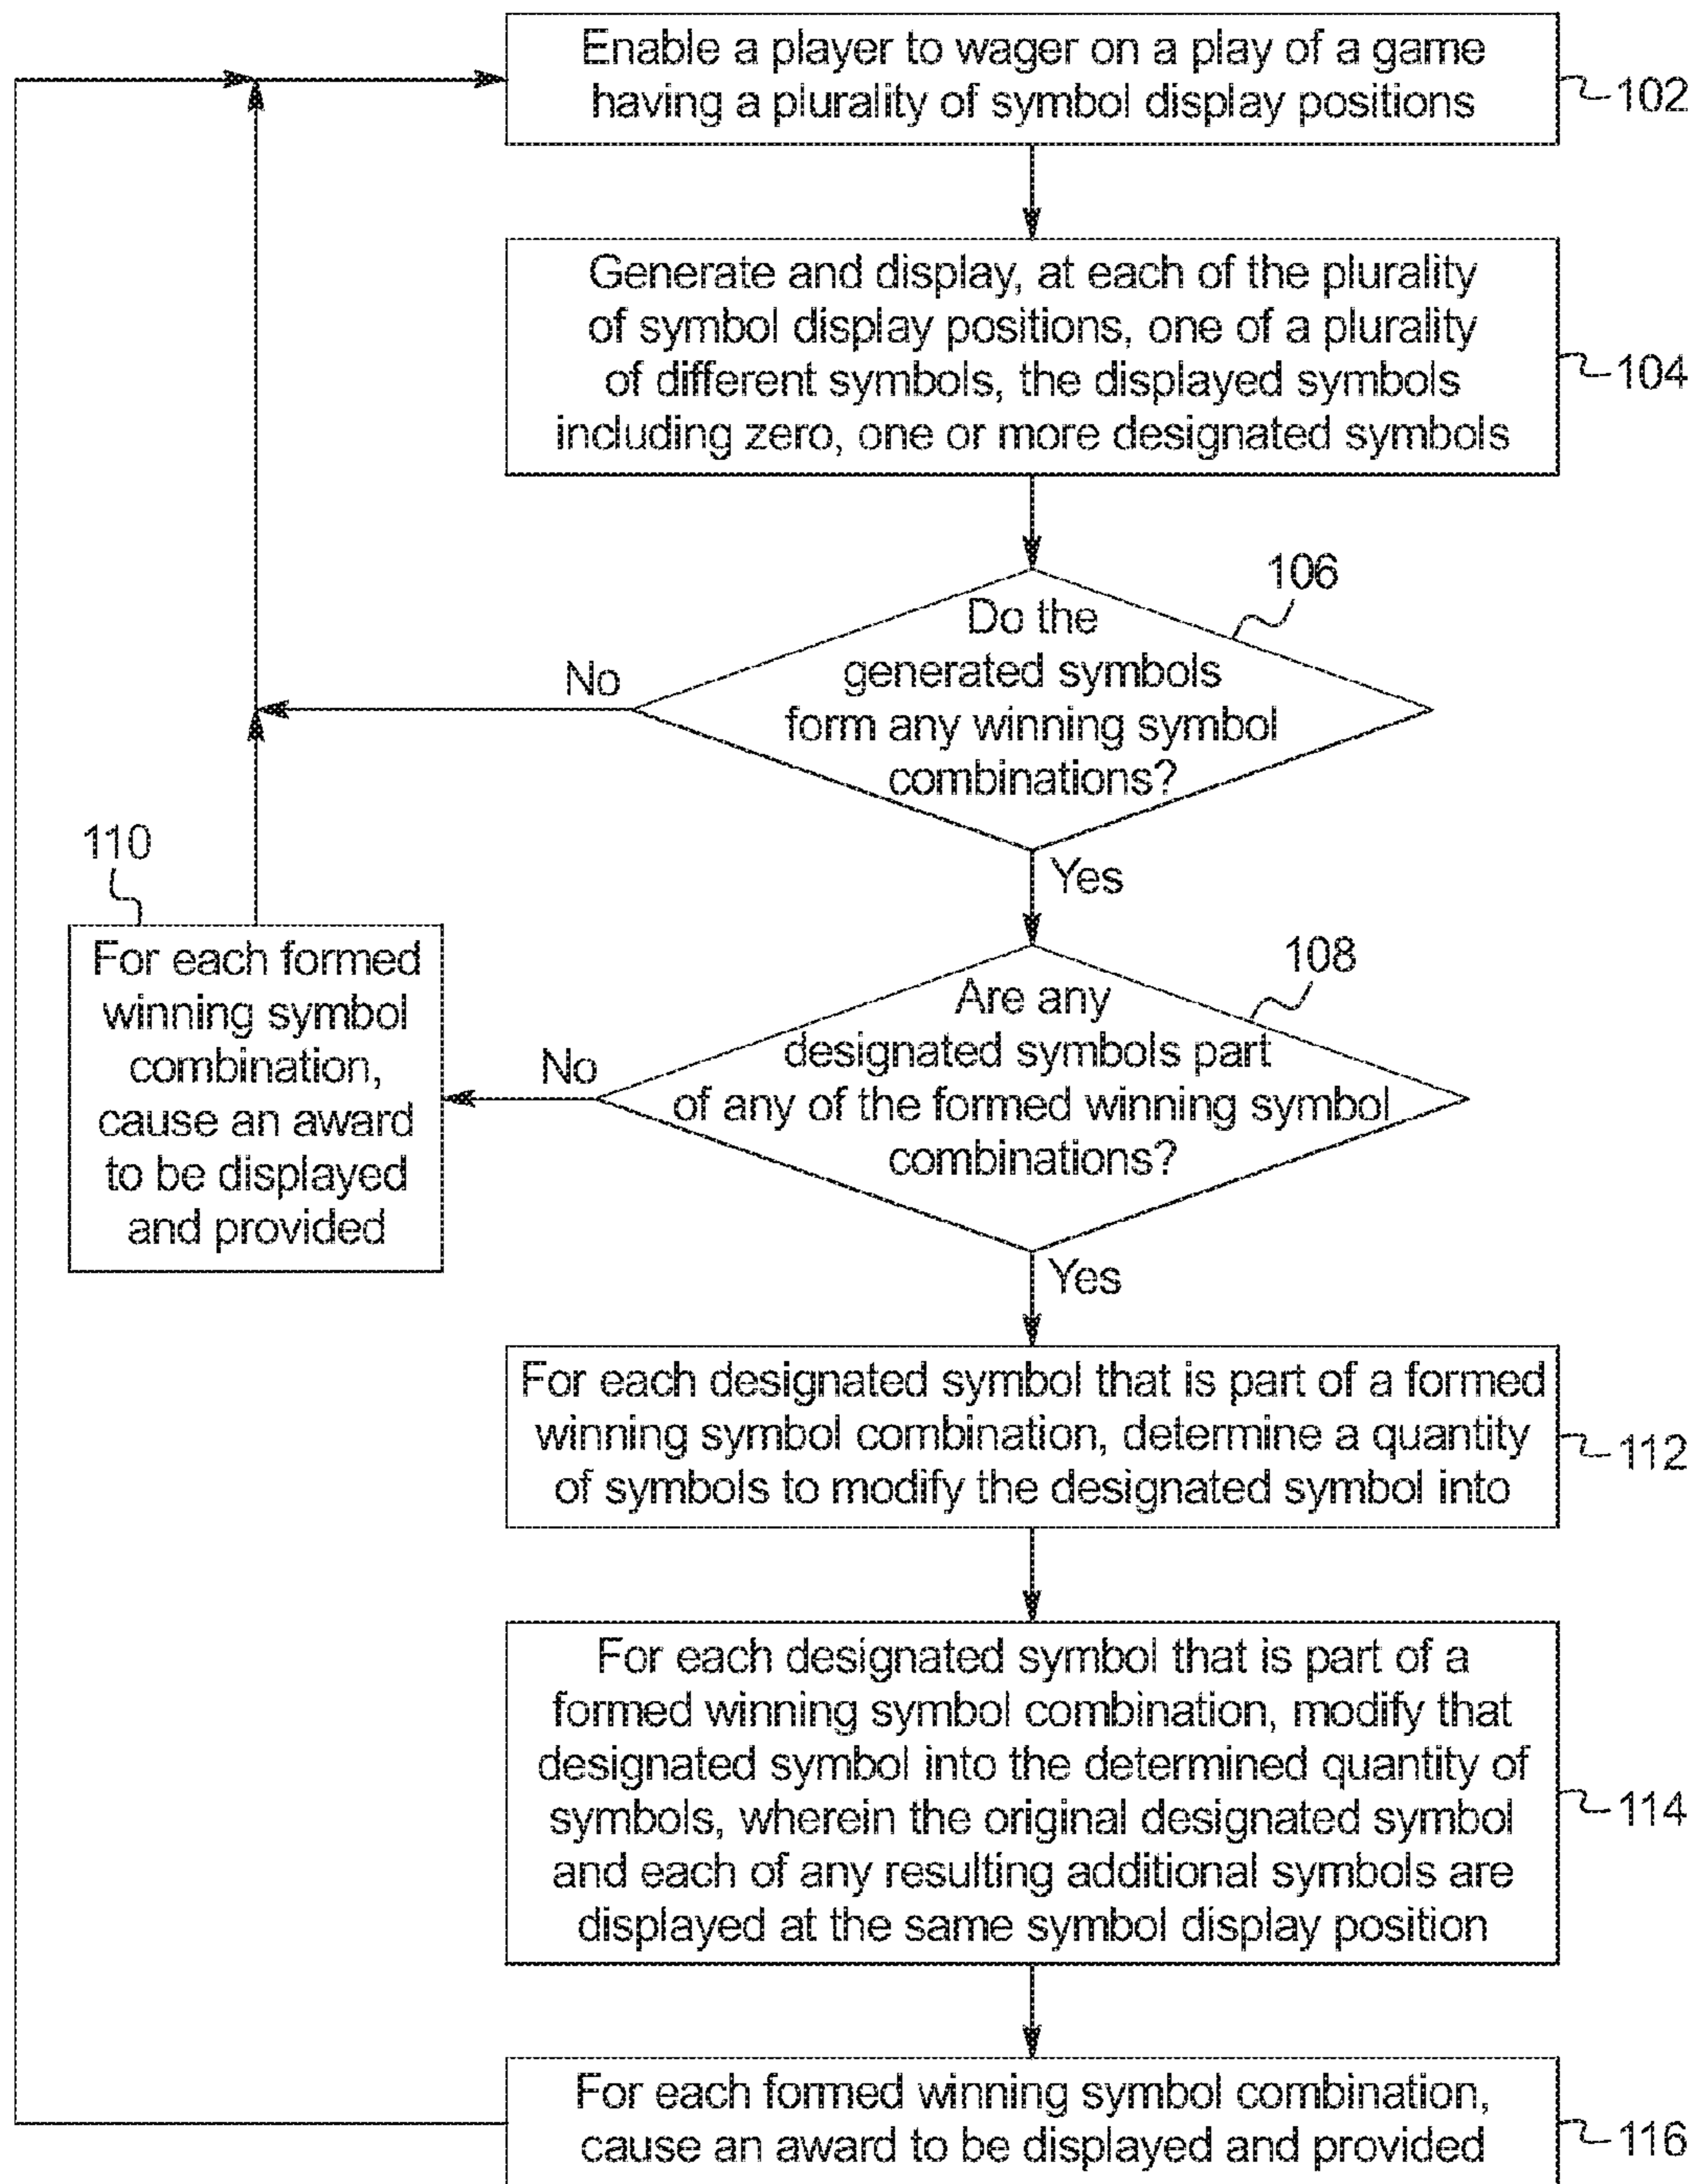 Enable a player to wager on a play of a game
having a plurality of symbol display positions
102
Generate and display, at each of the plurality
of symbol display positions, one of a plurality
of different symbols, the displayed symbols
including zero, one or more designated symbols
104
106
Do the
generated symbols
form any winning symbol
combinations?
No
Yes
110
For each formed
winning symbol
combination,
cause an award
to be displayed
and provided
108
Are any
designated symbols part
of any of the formed winning symbol
combinations?
No
Yes
For each designated symbol that is part of a formed
winning symbol combination, determine a quantity
of symbols to modify the designated symbol into
112
For each designated symbol that is part of a
formed winning symbol combination, modify that
designated symbol into the determined quantity of
symbols, wherein the original designated symbol
and each of any resulting additional symbols are
displayed at the same symbol display position
114
For each formed winning symbol combination,
cause an award to be displayed and provided
116